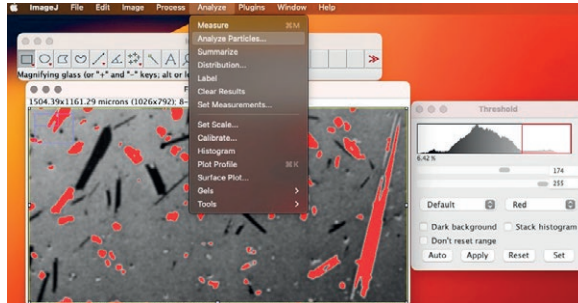 ImageJ File Edit Image Process Analyze Plugins Window Help
Magnifying glass (or "+" and "-" keys; alt or
1504.39x1161.29 microns (1026x792); 8-
Measure ⌘M
Analyze Particles...
Summarize
Distribution...
Label
Clear Results
Set Measurements...
Set Scale...
Calibrate...
Histogram
Plot Profile ⌘K
Surface Plot...
Gels
Tools
Threshold
6.42 %
174
255
Default Red
Dark background Stack histogram
Don't reset range
Auto Apply Reset Set